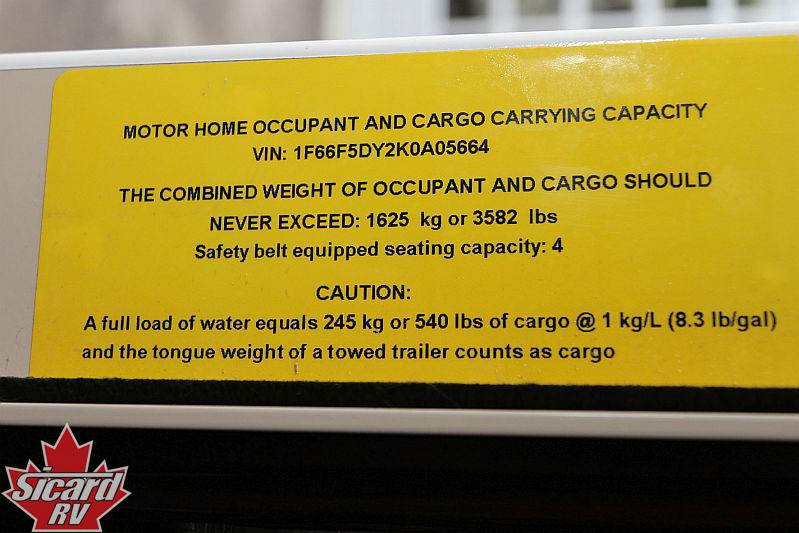 MOTOR HOME OCCUPANT AND CARGO CARRYING CAPACITY
VIN: 1F66F5DY2K0A05664
THE COMBINED WEIGHT OF OCCUPANT AND CARGO SHOULD
NEVER EXCEED: 1625 kg or 3582 lbs
Safety belt equipped seating capacity: 4
CAUTION:
A full load of water equals 245 kg or 540 lbs of cargo @ 1 kg/L (8.3 lb/gal)
and the tongue weight of a towed trailer counts as cargo
Sicard
RV